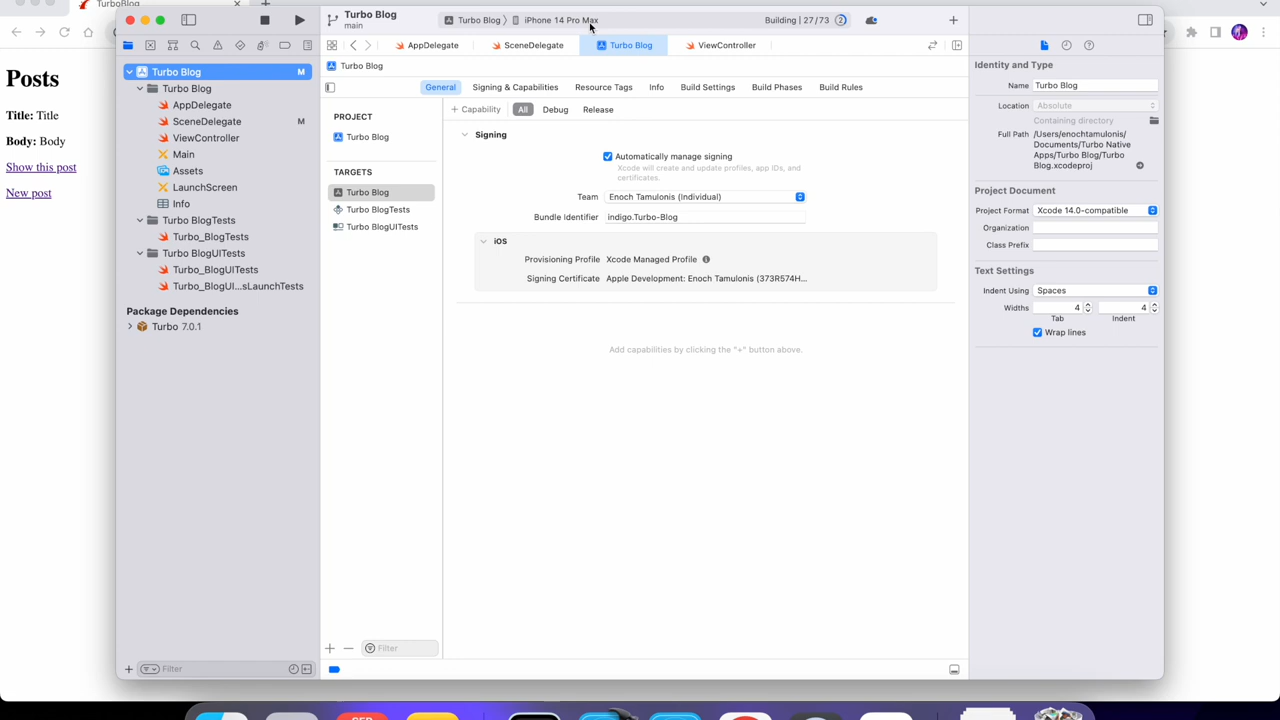 TurboBlog
Posts
Title: Title
Body: Body
Show this post
New post
Turbo Blog
main
Turbo Blog
iPhone 14 Pro Max
Building | 27/73
2
AppDelegate
SceneDelegate
Turbo Blog
ViewController
Turbo Blog
General
Signing & Capabilities
Resource Tags
Info
Build Settings
Build Phases
Build Rules
Turbo Blog M
Turbo Blog
AppDelegate
SceneDelegate M
ViewController
Main
Assets
LaunchScreen
Info
Turbo BlogTests
Turbo_BlogTests
Turbo BlogUITests
Turbo_BlogUITests
Turbo_BlogUI...sLaunchTests
Package Dependencies
Turbo 7.0.1
Filter
PROJECT
Turbo Blog
TARGETS
Turbo Blog
Turbo BlogTests
Turbo BlogUITests
Filter
+ Capability
All
Debug
Release
Signing
Automatically manage signing
Xcode will create and update profiles, app IDs, and
certificates.
Team Enoch Tamulonis (Individual)
Bundle Identifier indigo.Turbo-Blog
iOS
Provisioning Profile Xcode Managed Profile
Signing Certificate Apple Development: Enoch Tamulonis (373R574H...
Add capabilities by clicking the "+" button above.
Identity and Type
Name Turbo Blog
Location Absolute
Containing directory
Full Path /Users/enochtamulonis/
Documents/Turbo Native
Apps/Turbo Blog/Turbo
Blog.xcodeproj
Project Document
Project Format Xcode 14.0-compatible
Organization
Class Prefix
Text Settings
Indent Using Spaces
Widths 4 4
Tab Indent
Wrap lines
SEP